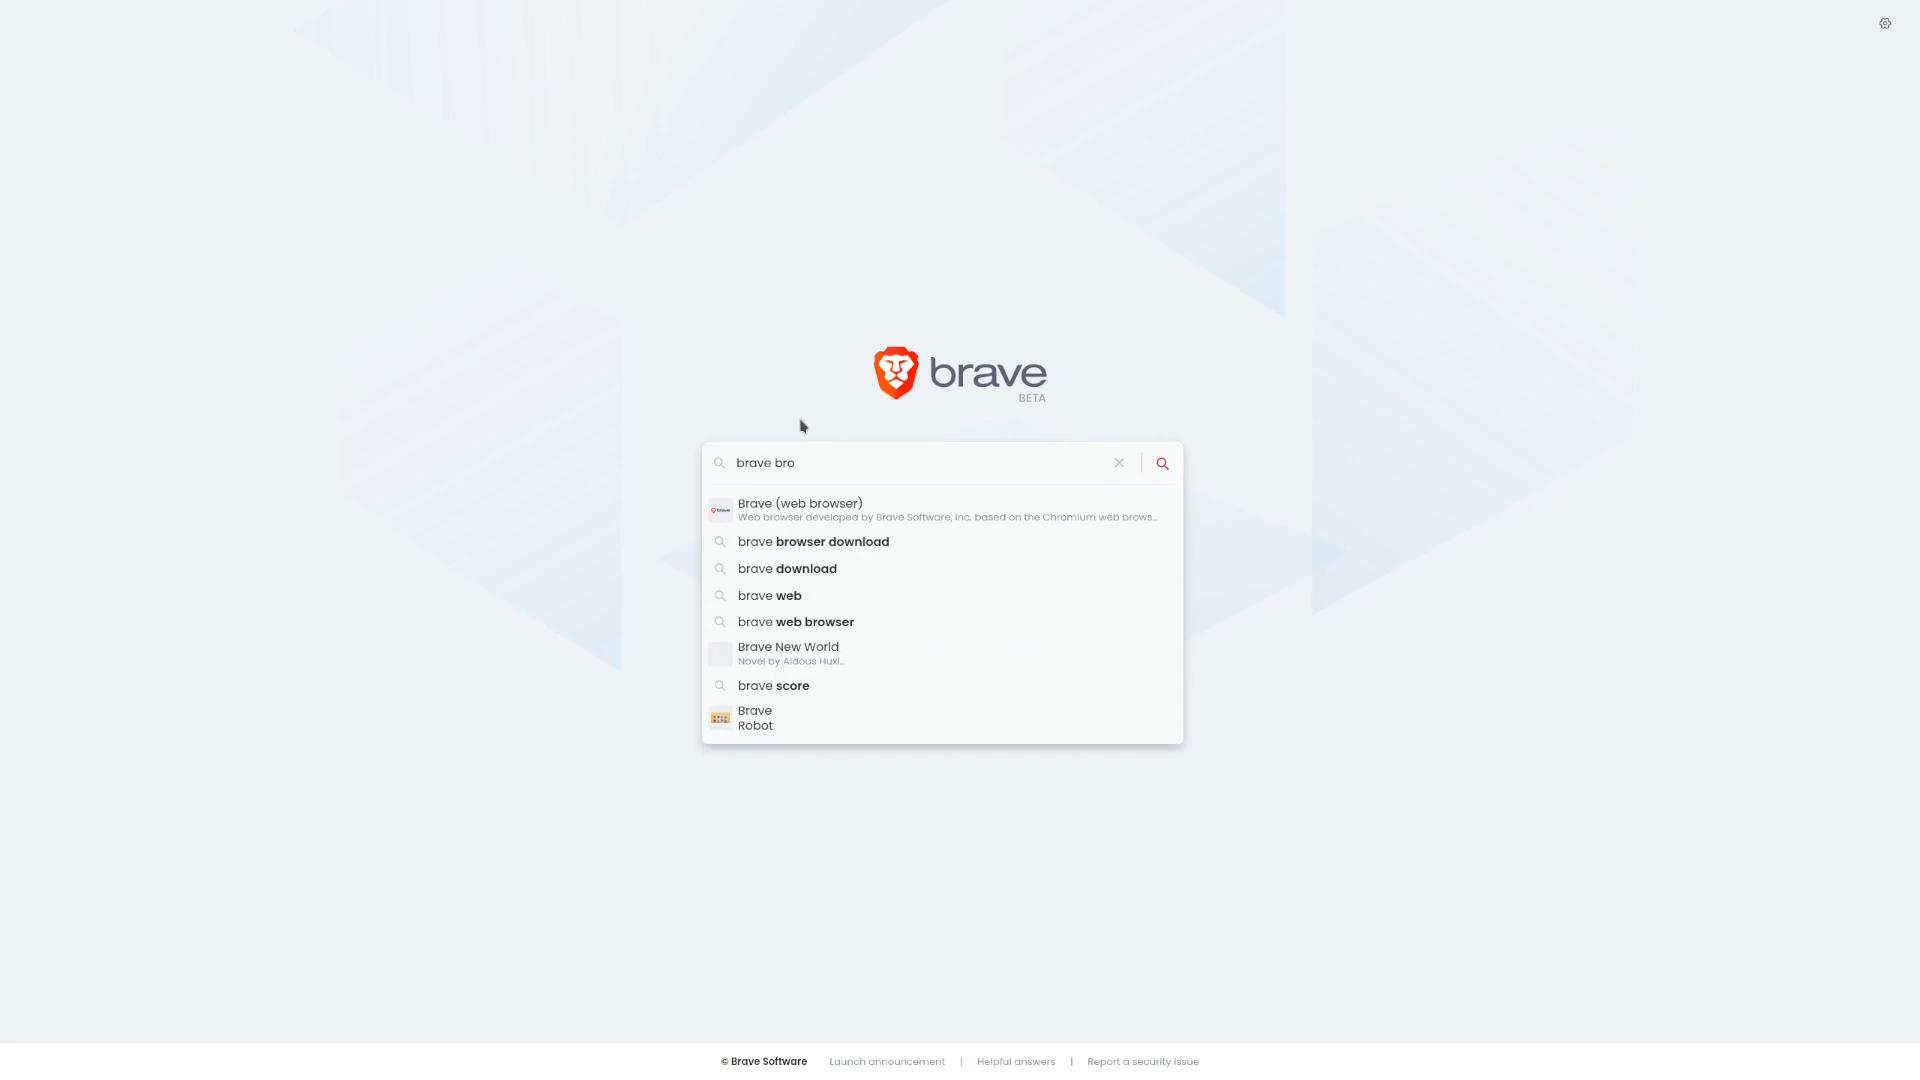 brave
BETA
brave bro
Brave (web browser)
Web browser developed by Brave Software, Inc. based on the Chromium web brows...
brave browser download
brave download
brave web
brave web browser
Brave New World
Novel by Aldous Huxl...
brave score
Brave
Robot
© Brave Software Launch announcement | Helpful answers | Report a security issue